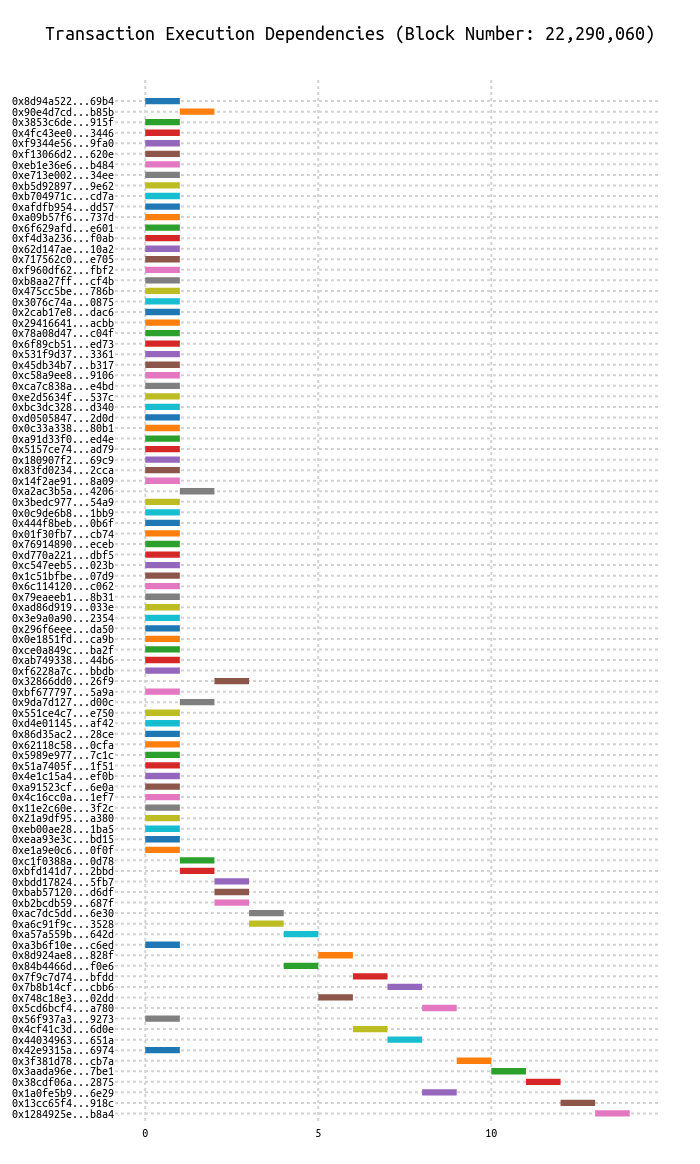 Transaction Execution Dependencies (Block Number: 22,290,060)
0x8d94a522...69b4
0x90e4d7cd...b85b
0x3853c6de...915f
0x4fc43ee0...3446
0xf9344e56...9fa0
0xf13066d2...620e
0xeb1e36e6...b484
0xe713e002...34ee
0xb5d92897...9e62
0xb704971c...cd7a
0xafdfb954...dd57
0xa09b57f6...737d
0x6f629afd...e601
0xf4d3a236...f0ab
0x62d147ae...10a2
0x717562c0...e705
0xf960df62...fbf2
0xb8aa27ff...cf4b
0x475cc5be...786b
0x3076c74a...0875
0x2cab17e8...dac6
0x29416641...acbb
0x78a08d47...c04f
0x6f89cb51...ed73
0x531f9d37...3361
0x45db34b7...b317
0xc58a9ee8...9106
0xca7c838a...e4bd
0xe2d5634f...537c
0xbc3dc328...d340
0xd0505847...2d0d
0x0c33a338...80b1
0xa91d33f0...ed4e
0x5157ce74...ad79
0x180907f2...69c9
0x83fd0234...2cca
0x14f2ae91...8a09
0xa2ac3b5a...4206
0x3bedc977...54a9
0x0c9de6b8...1bb9
0x444f8beb...0b6f
0x01f30fb7...cb74
0x76914890...eceb
0xd770a221...dbf5
0xc547eeb5...023b
0x1c51bfbe...07d9
0x6c114120...c062
0x79eaeeb1...8b31
0xad86d919...033e
0x3e9a0a90...2354
0x296f6eee...da50
0x0e1851fd...ca9b
0xce0a849c...ba2f
0xab749338...44b6
0xf6228a7c...bbdb
0x32866dd0...26f9
0xbf677797...5a9a
0x9da7d127...d00c
0x551ce4c7...e750
0xd4e01145...af42
0x86d35ac2...28ce
0x62118c58...0cfa
0x5989e977...7c1c
0x51a7405f...1f51
0x4e1c15a4...ef0b
0xa91523cf...6e0a
0x4c16cc0a...1ef7
0x11e2c60e...3f2c
0x21a9df95...a380
0xeb00ae28...1ba5
0xeaa93e3c...bd15
0xe1a9e0c6...0f0f
0xc1f0388a...0d78
0xbfd141d7...2bbd
0xbdd17824...5fb7
0xbab57120...d6df
0xb2bcdb59...687f
0xac7dc5dd...6e30
0xa6c91f9c...3528
0xa57a559b...642d
0xa3b6f10e...c6ed
0x8d924ae8...828f
0x84b4466d...f0e6
0x7f9c7d74...bfdd
0x7b8b14cf...cbb6
0x748c18e3...02dd
0x5cd6bcf4...a780
0x56f937a3...9273
0x4cf41c3d...6d0e
0x44034963...651a
0x42e9315a...6974
0x3f381d78...cb7a
0x3aada96e...7be1
0x38cdf06a...2875
0x1a0fe5b9...6e29
0x13cc65f4...918c
0x1284925e...b8a4
0 5 10